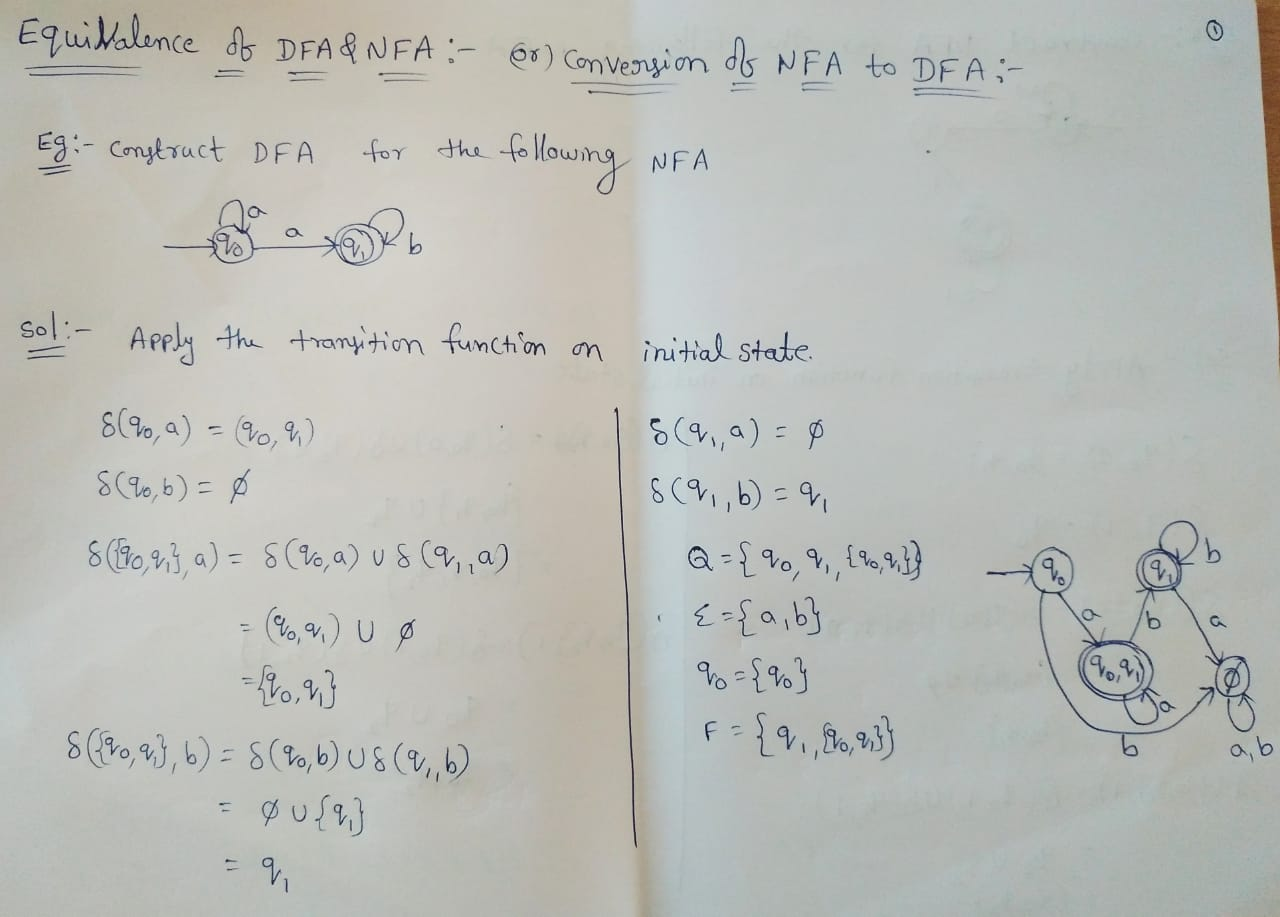 ①
Equivalence of DFA & NFA :- (or) Conversion of NFA to DFA :-
Eg:- Construct DFA for the following NFA
a
q₀ a q₁ b
Sol:- Apply the transition function on initial state.
δ(q₀,a) = (q₀,q₁)
δ(q₀,b) = ∅
δ({q₀,q₁},a) = δ(q₀,a) ∪ δ(q₁,a)
= (q₀,q₁) ∪ ∅
= {q₀,q₁}
δ({q₀,q₁},b) = δ(q₀,b) ∪ δ(q₁,b)
= ∅ ∪ {q₁}
= q₁
δ(q₁,a) = ∅
δ(q₁,b) = q₁
Q = {q₀,q₁,{q₀,q₁}}
Σ = {a,b}
q₀ = {q₀}
F = {q₁,{q₀,q₁}}
q₀ q₁ b
a b a
q₀,q₁ ∅
a
b a,b